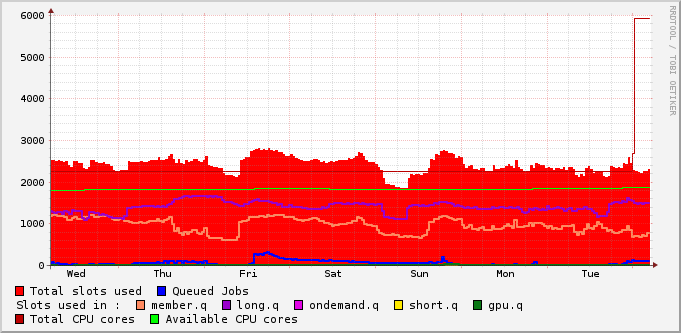 RRDTOOL / TOBI OETIKER
6000
5000
4000
3000
2000
1000
0
Wed Thu Fri Sat Sun Mon Tue
Total slots used Queued Jobs
Slots used in : member.q long.q ondemand.q short.q gpu.q
Total CPU cores Available CPU cores